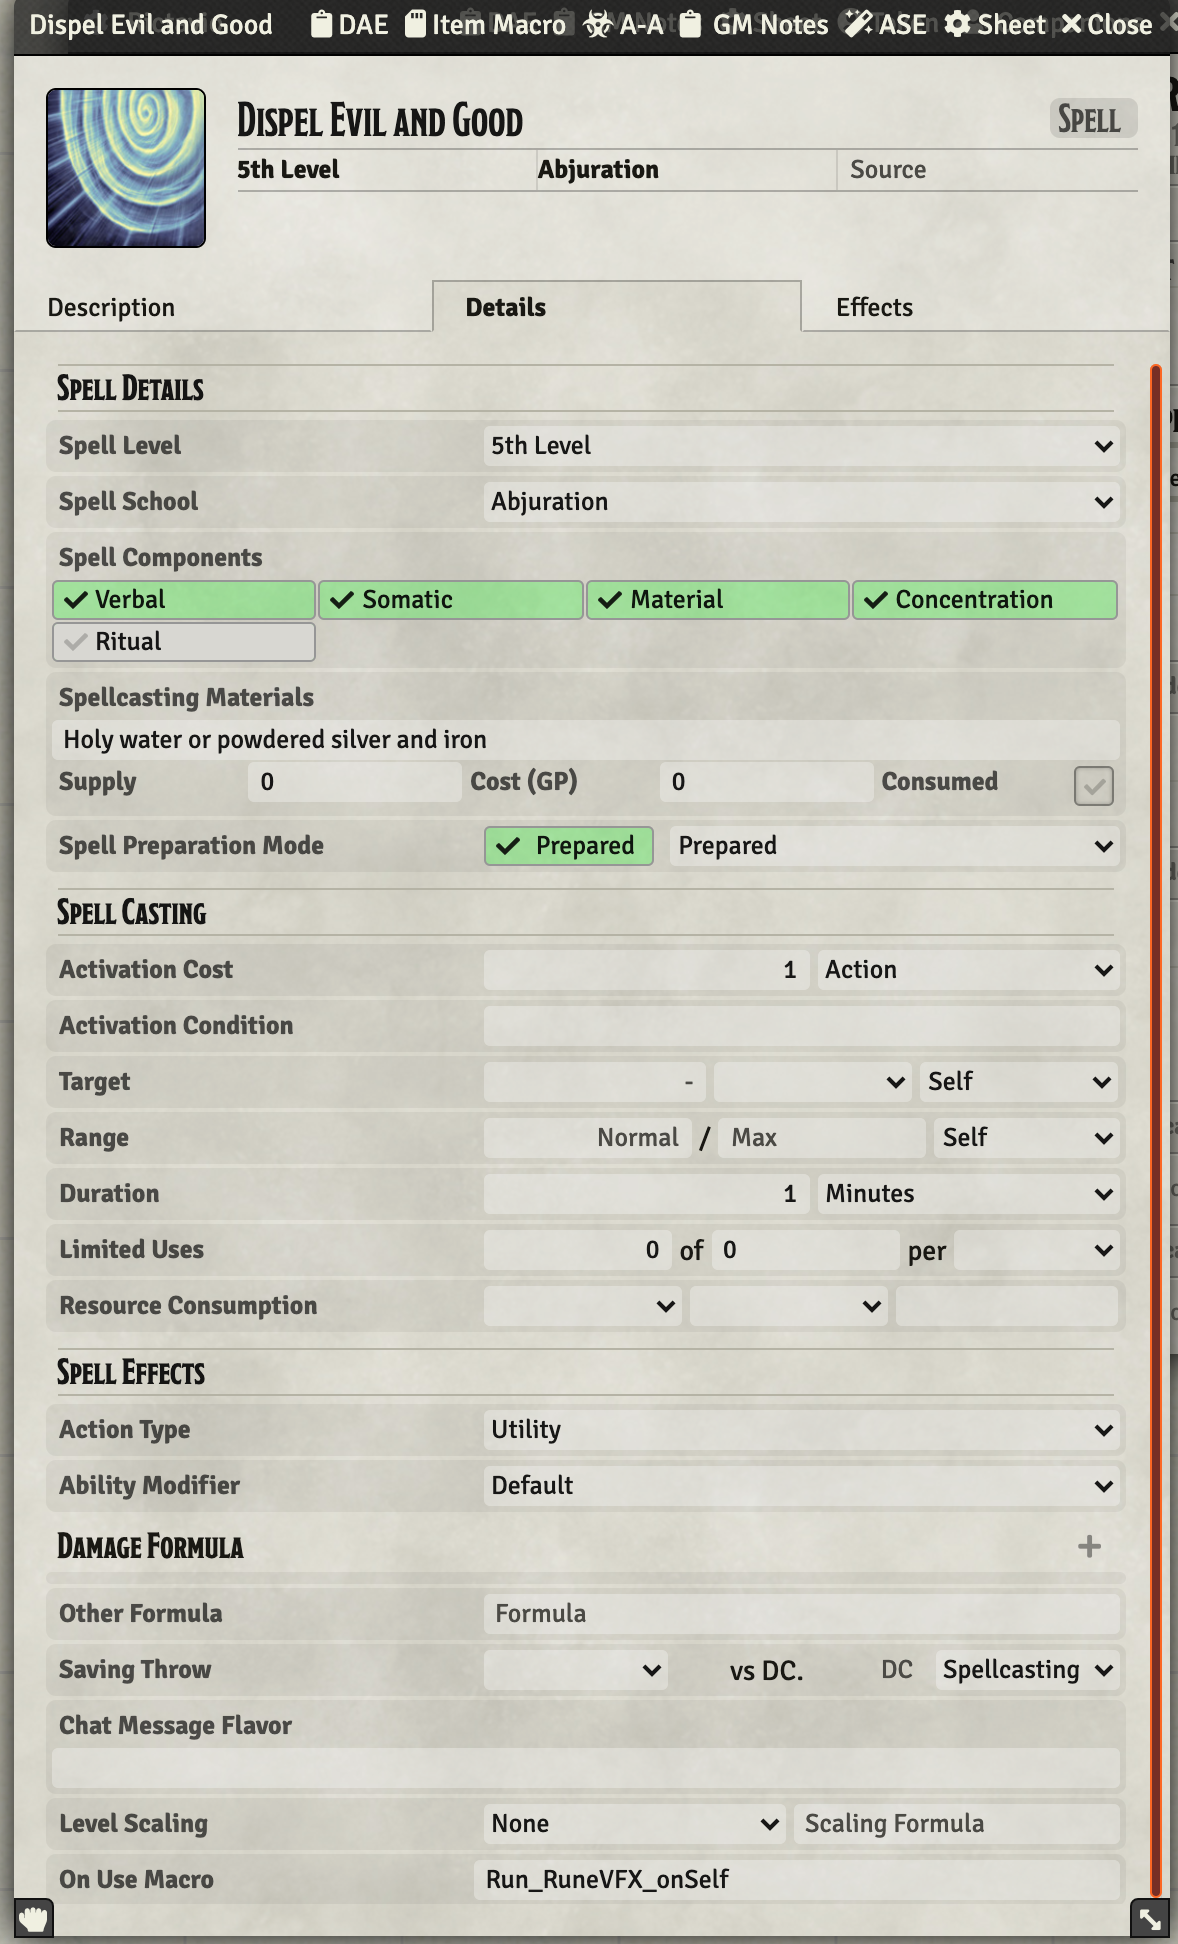 Dispel Evil and Good DAE Item Macro A-A GM Notes ASE Sheet Close
Dispel Evil and Good Spell
5th Level Abjuration Source
Description Details Effects
Spell Details
Spell Level 5th Level
Spell School Abjuration
Spell Components
Verbal Somatic Material Concentration
Ritual
Spellcasting Materials
Holy water or powdered silver and iron
Supply 0 Cost (GP) 0 Consumed
Spell Preparation Mode Prepared Prepared
Spell Casting
Activation Cost 1 Action
Activation Condition
Target - Self
Range Normal / Max Self
Duration 1 Minutes
Limited Uses 0 of 0 per
Resource Consumption
Spell Effects
Action Type Utility
Ability Modifier Default
Damage Formula
Other Formula Formula
Saving Throw vs DC. DC Spellcasting
Chat Message Flavor
Level Scaling None Scaling Formula
On Use Macro Run_RuneVFX_onSelf